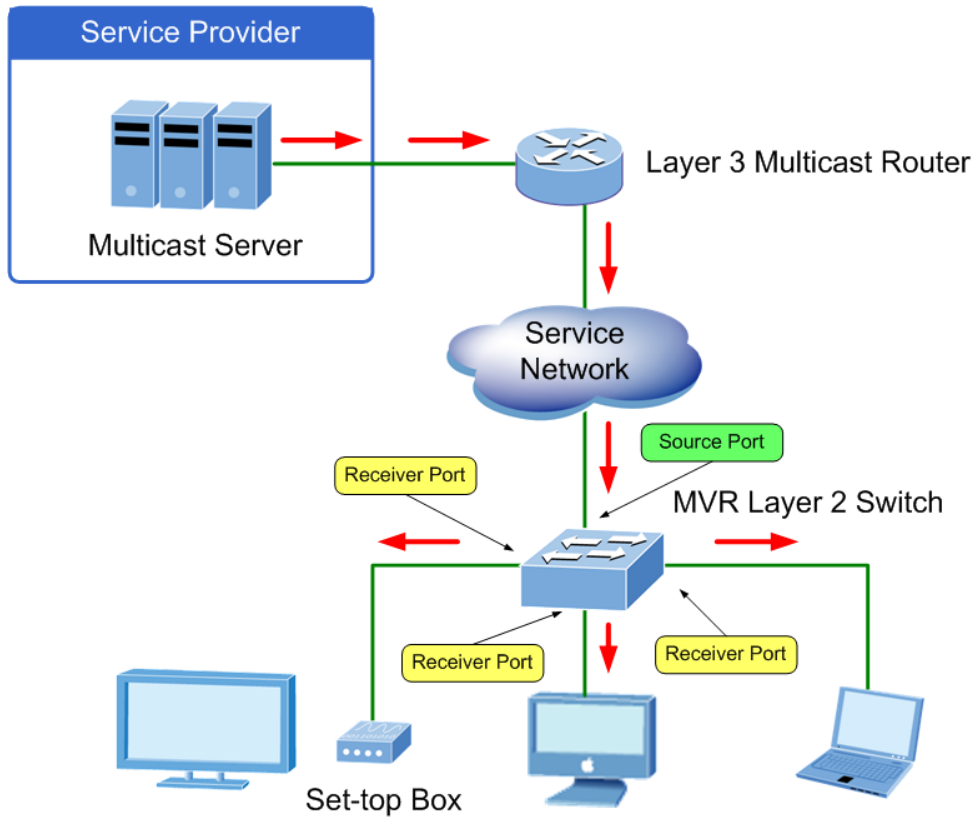 Service Provider
Multicast Server
Layer 3 Multicast Router
Service
Network
Source Port
Receiver Port
MVR Layer 2 Switch
Receiver Port
Receiver Port
Set-top Box